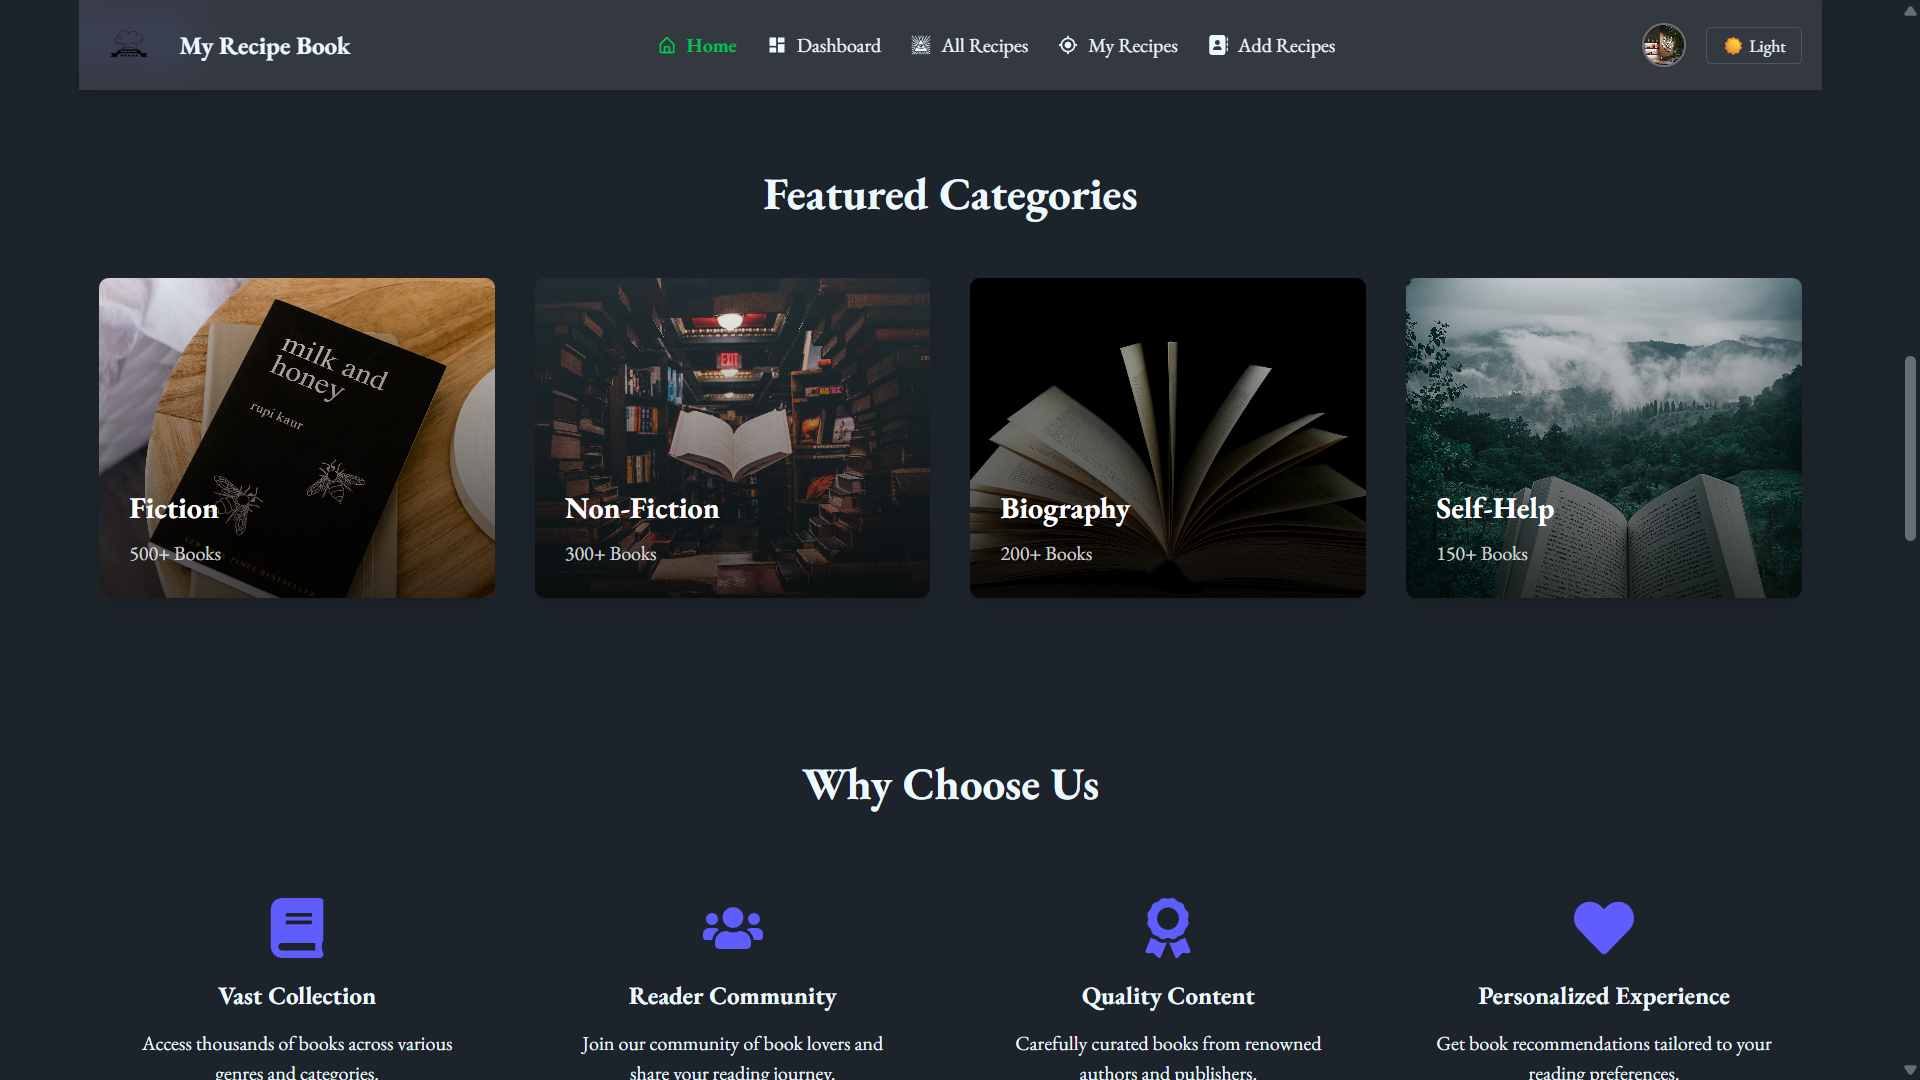 My Recipe Book
Home
Dashboard
All Recipes
My Recipes
Add Recipes
Light
Featured Categories
milk and
honey
rupi kaur
EXIT
Fiction
500+ Books
Non-Fiction
300+ Books
Biography
200+ Books
Self-Help
150+ Books
Why Choose Us
Vast Collection
Access thousands of books across various
genres and categories.
Reader Community
Join our community of book lovers and
share your reading journey.
Quality Content
Carefully curated books from renowned
authors and publishers.
Personalized Experience
Get book recommendations tailored to your
reading preferences.